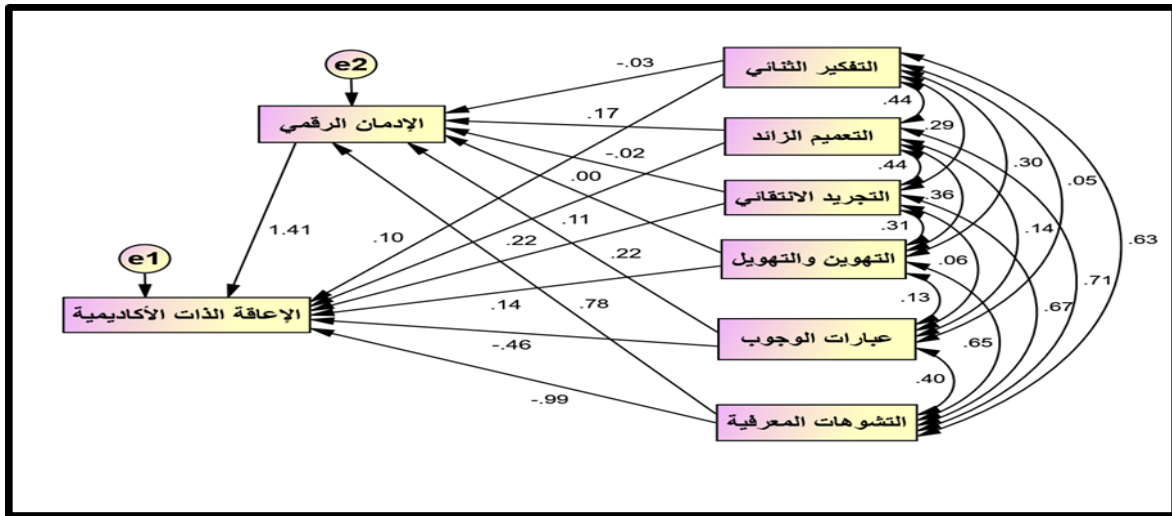 e2
-.03
التفكير الثنائي
الإدمان الرقمي
.44
.17
.29
التعميم الزائد
-.02
.44
.30
.05
.00
.36
التجريد الانتقائي
.11
.31
.14
1.41
.10
.22
.22
.63
e1
التهوين والتهويل
.06
.71
.13
.67
الإعاقة الذات الأكاديمية
.14
.78
عبارات الوجوب
.65
-.46
.40
-.99
التشوهات المعرفية